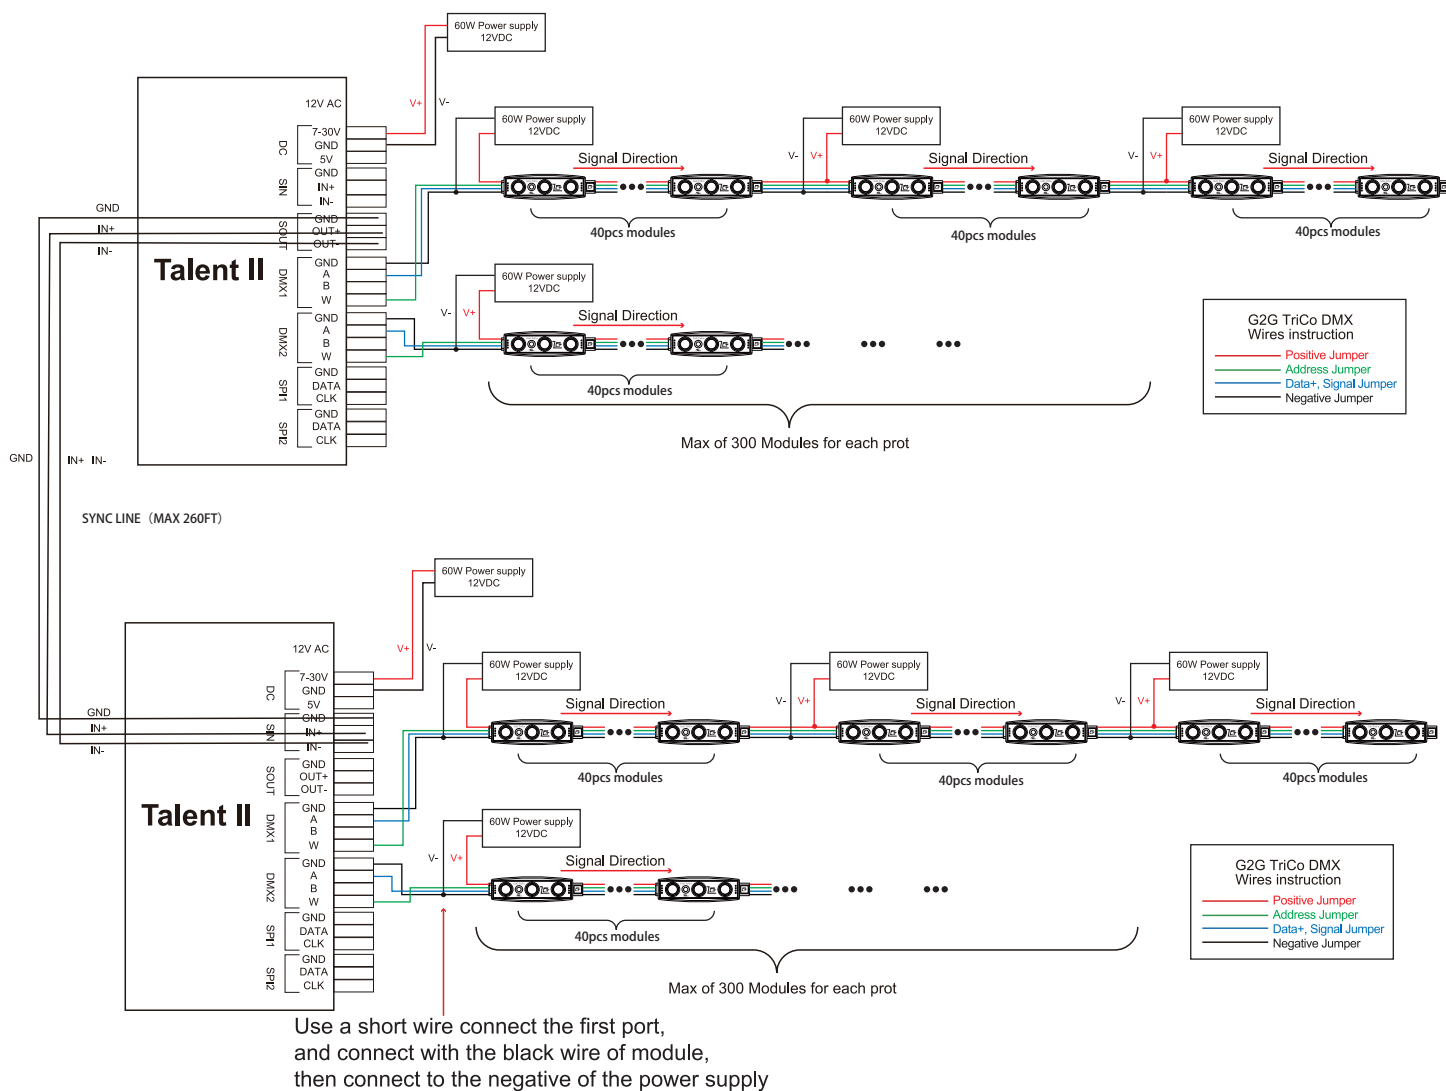 60W Power supply
12VDC
12V AC
V+
V-
DC
7-30V
GND
5V
SIN
GND
IN+
IN-
SOUT
GND
OUT+
OUT-
GND
IN+
IN-
Talent II
DMX1
GND
A
B
W
DMX2
GND
A
B
W
SPI1
GND
DATA
CLK
SPI2
GND
DATA
CLK
60W Power supply
12VDC
Signal Direction
40pcs modules
60W Power supply
12VDC
V-
V+
Signal Direction
40pcs modules
60W Power supply
12VDC
V-
V+
Signal Direction
40pcs modules
60W Power supply
12VDC
V-
V+
Signal Direction
40pcs modules
Max of 300 Modules for each prot
G2G TriCo DMX
Wires instruction
Positive Jumper
Address Jumper
Data+, Signal Jumper
Negative Jumper
GND
IN+ IN-
SYNC LINE（MAX 260FT）
60W Power supply
12VDC
12V AC
V+
V-
DC
7-30V
GND
5V
SIN
GND
IN+
IN-
GND
IN+
IN-
SOUT
GND
OUT+
OUT-
Talent II
DMX1
GND
A
B
W
DMX2
GND
A
B
W
SPI1
GND
DATA
CLK
SPI2
GND
DATA
CLK
60W Power supply
12VDC
Signal Direction
40pcs modules
60W Power supply
12VDC
V-
V+
Signal Direction
40pcs modules
60W Power supply
12VDC
V-
V+
Signal Direction
40pcs modules
60W Power supply
12VDC
V-
V+
Signal Direction
40pcs modules
Max of 300 Modules for each prot
G2G TriCo DMX
Wires instruction
Positive Jumper
Address Jumper
Data+, Signal Jumper
Negative Jumper
Use a short wire connect the first port,
and connect with the black wire of module,
then connect to the negative of the power supply